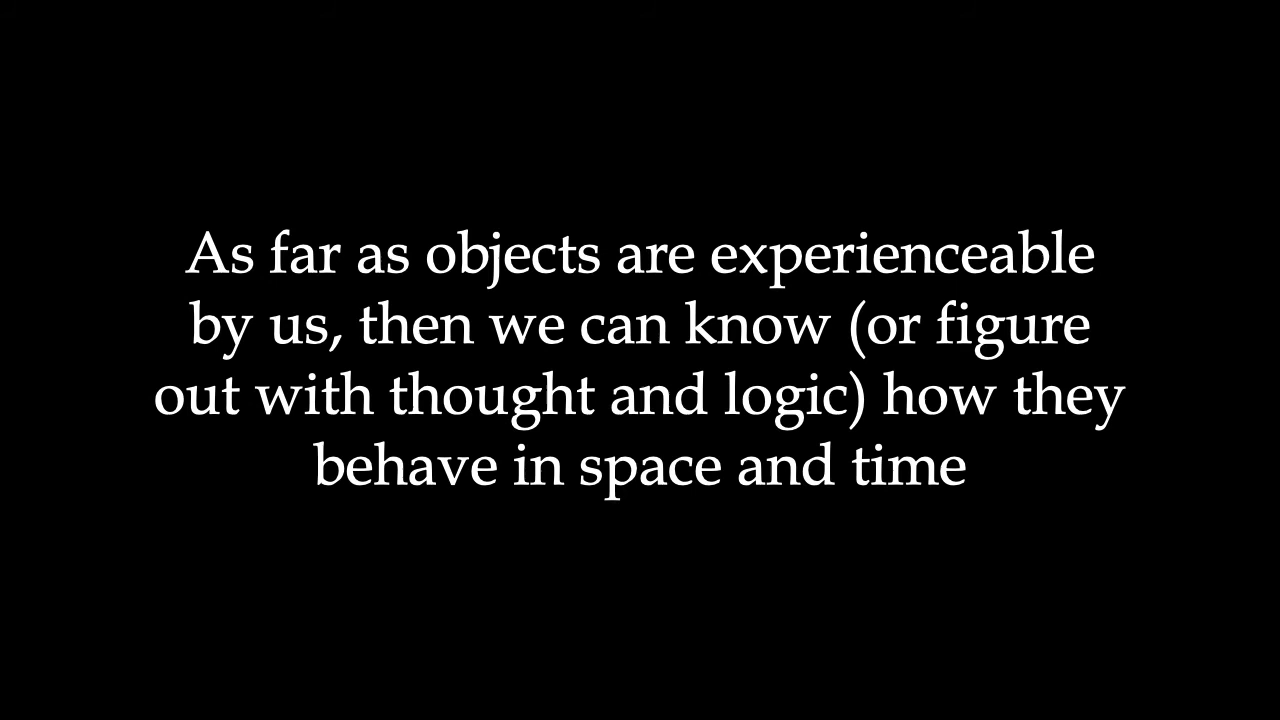 As far as objects are experienceable
by us, then we can know (or figure
out with thought and logic) how they
behave in space and time